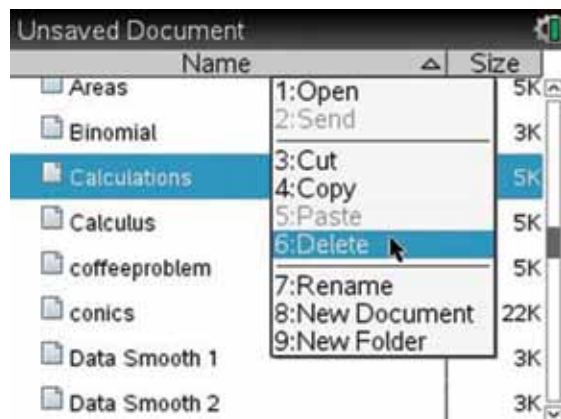 Unsaved Document
Name Size
Areas 5K
Binomial 3K
Calculations 5K
Calculus 5K
coffeeproblem 5K
conics 22K
Data Smooth 1 3K
Data Smooth 2 3K
1:Open
2:Send
3:Cut
4:Copy
5:Paste
6:Delete
7:Rename
8:New Document
9:New Folder